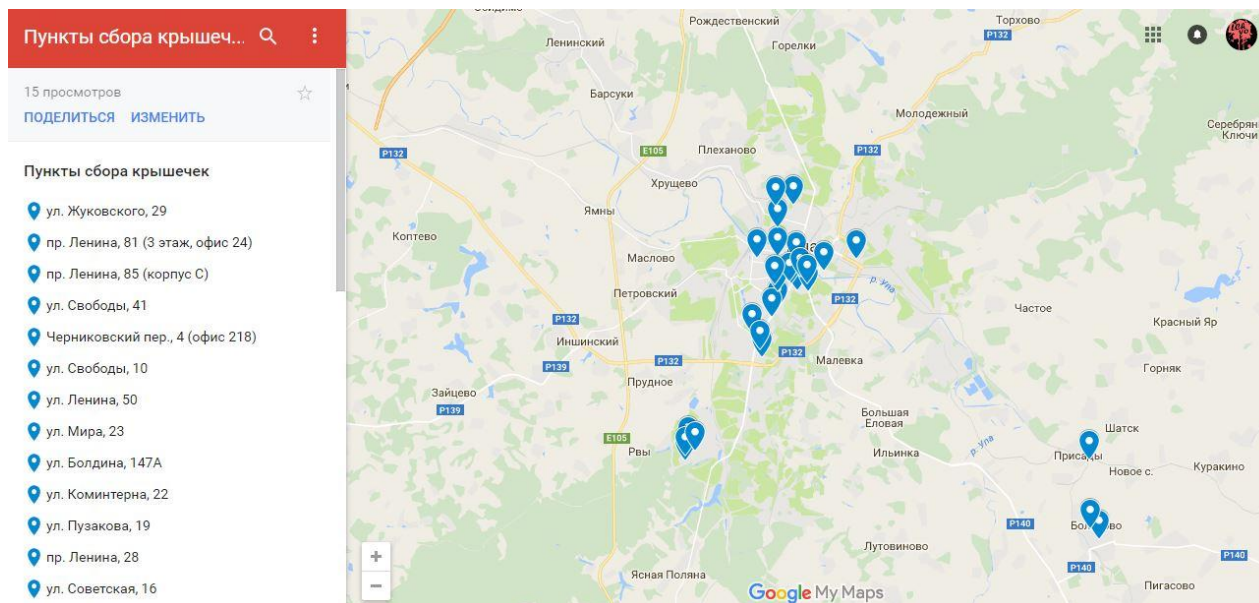 Пункты сбора крышеч...
15 просмотров
ПОДЕЛИТЬСЯ ИЗМЕНИТЬ
Пункты сбора крышечек
ул. Жуковского, 29
пр. Ленина, 81 (3 этаж, офис 24)
пр. Ленина, 85 (корпус С)
ул. Свободы, 41
Черниковский пер., 4 (офис 218)
ул. Свободы, 10
ул. Ленина, 50
ул. Мира, 23
ул. Болдина, 147А
ул. Коминтерна, 22
ул. Пузакова, 19
пр. Ленина, 28
ул. Советская, 16
Рождественский
Торхово
P132
Ленинский
Горелки
Барсуки
Молодежный
Серебрян
Ключи
P132
E105
Плеханово
P132
Хрущево
Ямны
Коптево
Маслово
р. Упа
Петровский
P132
Частое
P132
Красный Яр
Иншинский
P139
P132
P132
Малевка
Горняк
Прудное
Зайцево
P139
Большая
Еловая
Шатск
E105
Рвы
Ильинка
р. Упа
Новое с.
Куракино
P140
Лутовиново
P140
P140
Ясная Поляна
Пигасово
Google My Maps